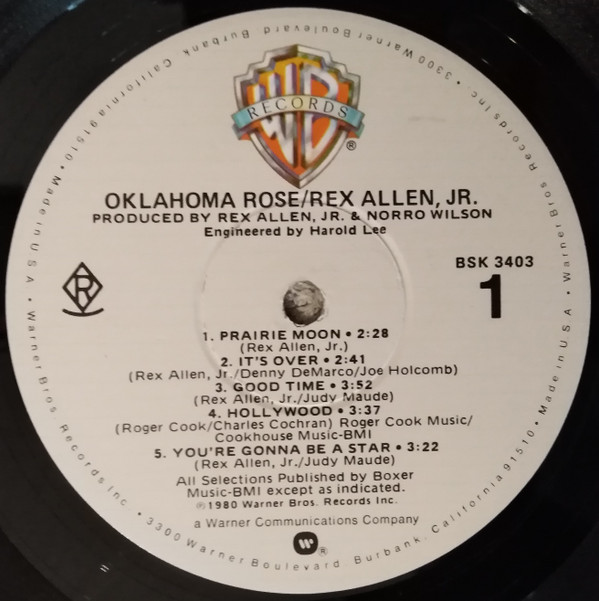 3300 Warner Boulevard Burbank, California 91510 • Made in U S A • Warner Bros. Records Inc. • 3300 Warner Boulevard Burbank, California 91510 • Made in U S A • Warner Bros Records Inc •
WB
RECORDS
®
OKLAHOMA ROSE/REX ALLEN, JR.
PRODUCED BY REX ALLEN, JR. & NORRO WILSON
Engineered by Harold Lee
R
BSK 3403
1
1. PRAIRIE MOON • 2:28
(Rex Allen, Jr.)
2. IT'S OVER • 2:41
(Rex Allen, Jr./Denny DeMarco/Joe Holcomb)
3. GOOD TIME • 3:52
(Rex Allen, Jr./Judy Maude)
4. HOLLYWOOD • 3:37
(Roger Cook/Charles Cochran) Roger Cook Music/
Cookhouse Music-BMI
5. YOU'RE GONNA BE A STAR • 3:22
(Rex Allen, Jr./Judy Maude)
All Selections Published by Boxer
Music-BMI except as indicated.
℗1980 Warner Bros. Records Inc.
a Warner Communications Company
W®